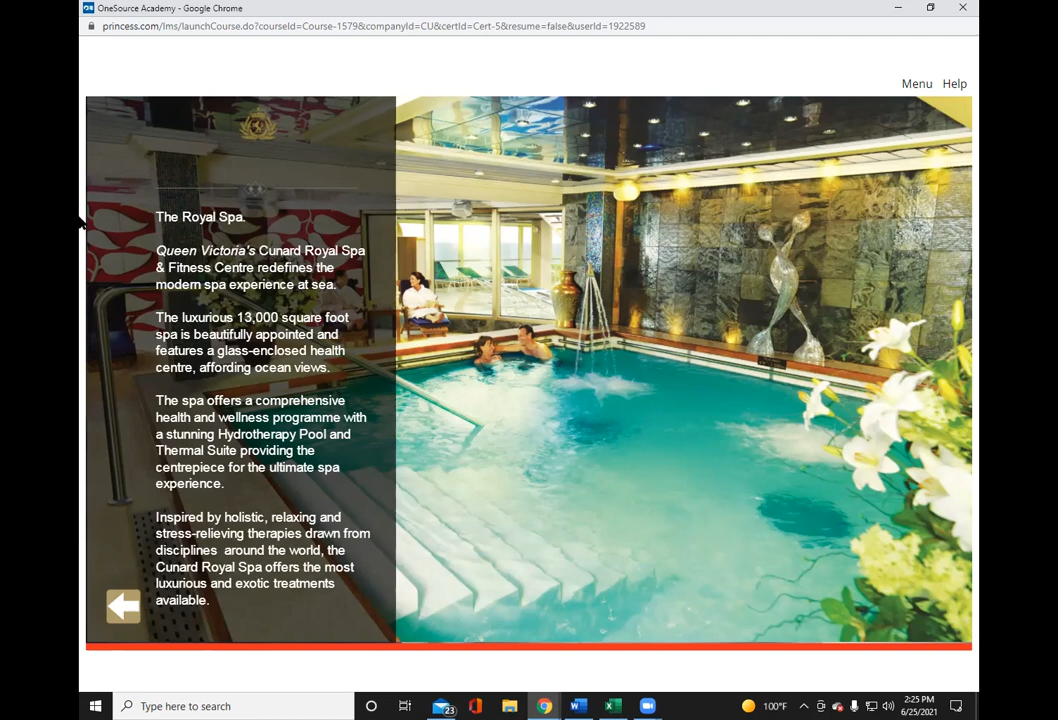 OneSource Academy - Google Chrome
princess.com/lms/launchCourse.do?courseId=Course-1579&companyId=CU&certId=Cert-5&resume=false&userId=1922589
Menu Help
The Royal Spa.
Queen Victoria's Cunard Royal Spa
& Fitness Centre redefines the
modern spa experience at sea.
The luxurious 13,000 square foot
spa is beautifully appointed and
features a glass-enclosed health
centre, affording ocean views.
The spa offers a comprehensive
health and wellness programme with
a stunning Hydrotherapy Pool and
Thermal Suite providing the
centrepiece for the ultimate spa
experience.
Inspired by holistic, relaxing and
stress-relieving therapies drawn from
disciplines around the world, the
Cunard Royal Spa offers the most
luxurious and exotic treatments
available.
Type here to search
23
100°F
2:25 PM
6/25/2021